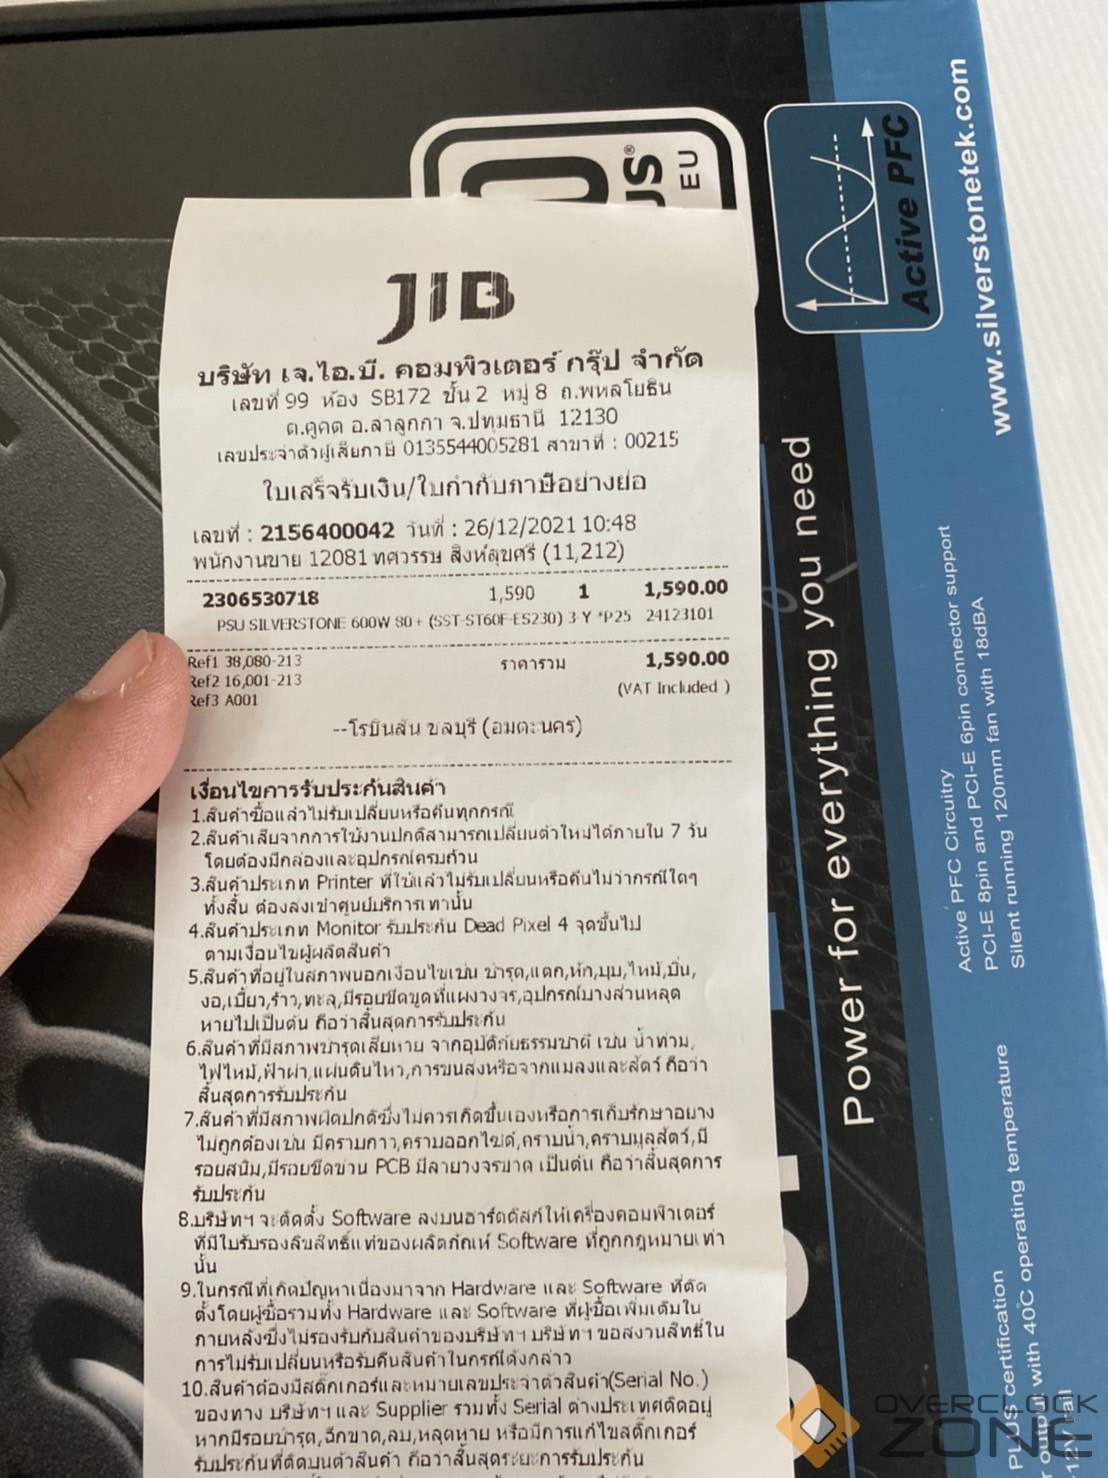 JIB
บริษัท เจ.ไอ.บี. คอมพิวเตอร์ กรุ๊ป จำกัด
เลขที่ 99 ห้อง SB172 ชั้น 2 หมู่ 8 ถ.พหลโยธิน
ต.คูคต อ.ลำลูกกา จ.ปทุมธานี 12130
เลขประจำตัวผู้เสียภาษี 0135544005281 สาขาที่ : 00215
ใบเสร็จรับเงิน/ใบกำกับภาษีอย่างย่อ
เลขที่ : 2156400042 วันที่ : 26/12/2021 10:48
พนักงานขาย 12081 ทศวรรษ สิงห์สุขศรี (11,212)
2306530718 1,590 1 1,590.00
PSU SILVERSTONE 600W 80+ (SST-ST60F-ES230) 3-Y *P25 24123101
Ref1 38,080-213 ราคารวม 1,590.00
Ref2 16,001-213 (VAT Included )
Ref3 A001
--โรบินสัน ชลบุรี (อมตะนคร)
เงื่อนไขการรับประกันสินค้า
1.สินค้าซื้อแล้วไม่รับเปลี่ยนหรือคืนทุกกรณี
2.สินค้าเสียจากการใช้งานปกติสามารถเปลี่ยนตัวใหม่ได้ภายใน 7 วัน
โดยต้องมีกล่องและอุปกรณ์ครบถ้วน
3.สินค้าประเภท Printer ที่ใช้แล้วไม่รับเปลี่ยนหรือคืนไม่ว่ากรณีใดๆ
ทั้งสิ้น ต้องส่งเข้าศูนย์บริการเท่านั้น
4.สินค้าประเภท Monitor รับประกัน Dead Pixel 4 จุดขึ้นไป
ตามเงื่อนไขผู้ผลิตสินค้า
5.สินค้าที่อยู่ในสภาพนอกเงื่อนไขเช่น ชำรุด,แตก,หัก,บุบ,ไหม้,บิ่น,
งอ,เบี้ยว,ร้าว,ทะลุ,มีรอยขีดขูดที่แผงวงจร,อุปกรณ์บางส่วนหลุด
หายไปเป็นต้น ถือว่าสิ้นสุดการรับประกัน
6.สินค้าที่มีสภาพชำรุดเสียหาย จากอุบัติภัยธรรมชาติ เช่น น้ำท่วม,
ไฟไหม้,ฟ้าผ่า,แผ่นดินไหว,การขนส่งหรือจากแมลงและสัตว์ ถือว่า
สิ้นสุดการรับประกัน
7.สินค้าที่มีสภาพผิดปกติซึ่งไม่ควรเกิดขึ้นเองหรือการเก็บรักษาอย่าง
ไม่ถูกต้องเช่น มีคราบกาว,คราบออกไซด์,คราบน้ำ,คราบมูลสัตว์,มี
รอยสนิม,มีรอยขีดข่วน PCB มีลายวงจรขาด เป็นต้น ถือว่าสิ้นสุดการ
รับประกัน
8.บริษัทฯ จะติดตั้ง Software ลงบนฮาร์ดดิสก์ให้เครื่องคอมพิวเตอร์
ที่มีใบรับรองลิขสิทธิ์แท้ของผลิตภัณฑ์ Software ที่ถูกกฎหมายเท่า
นั้น
9.ในกรณีที่เกิดปัญหาเนื่องมาจาก Hardware และ Software ที่ติด
ตั้งโดยผู้ซื้อรวมทั้ง Hardware และ Software ที่ผู้ซื้อเพิ่มเติมใน
ภายหลังซึ่งไม่รองรับกับสินค้าของบริษัทฯ บริษัทฯ ขอสงวนสิทธิ์ใน
การไม่รับเปลี่ยนหรือรับคืนสินค้าในกรณีดังกล่าว
10.สินค้าต้องมีสติ๊กเกอร์และหมายเลขประจำตัวสินค้า(Serial No.)
ของทาง บริษัทฯ และ Supplier รวมทั้ง Serial ต่างประเทศติดอยู่
หากมีรอยชำรุด,ฉีกขาด,ลบ,หลุดหาย หรือมีการแก้ไขสติ๊กเกอร์
รับประกันที่ติดบนตัวสินค้า ถือว่าสิ้นสุดระยะการรับประกัน
US®
EU
Active PFC
www.silverstonetek.com
Power for everything you need
Active PFC Circuitry
PCI-E 8pin and PCI-E 6pin connector support
Silent running 120mm fan with 18dBA
PLUS certification
output with 40°C operating temperature
12V rail
OVERCLOCK
ZONE